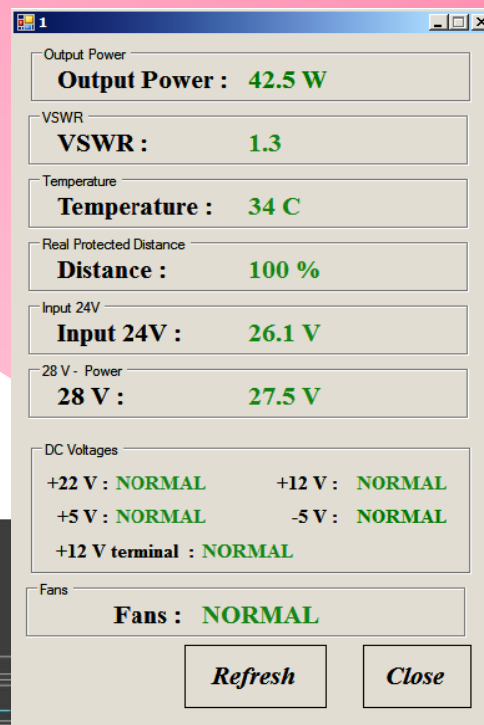 1
Output Power
Output Power : 42.5 W
VSWR
VSWR : 1.3
Temperature
Temperature : 34 C
Real Protected Distance
Distance : 100 %
Input 24V
Input 24V : 26.1 V
28 V - Power
28 V : 27.5 V
DC Voltages
+22 V : NORMAL +12 V : NORMAL
+5 V : NORMAL -5 V : NORMAL
+12 V terminal : NORMAL
Fans
Fans : NORMAL
Refresh Close